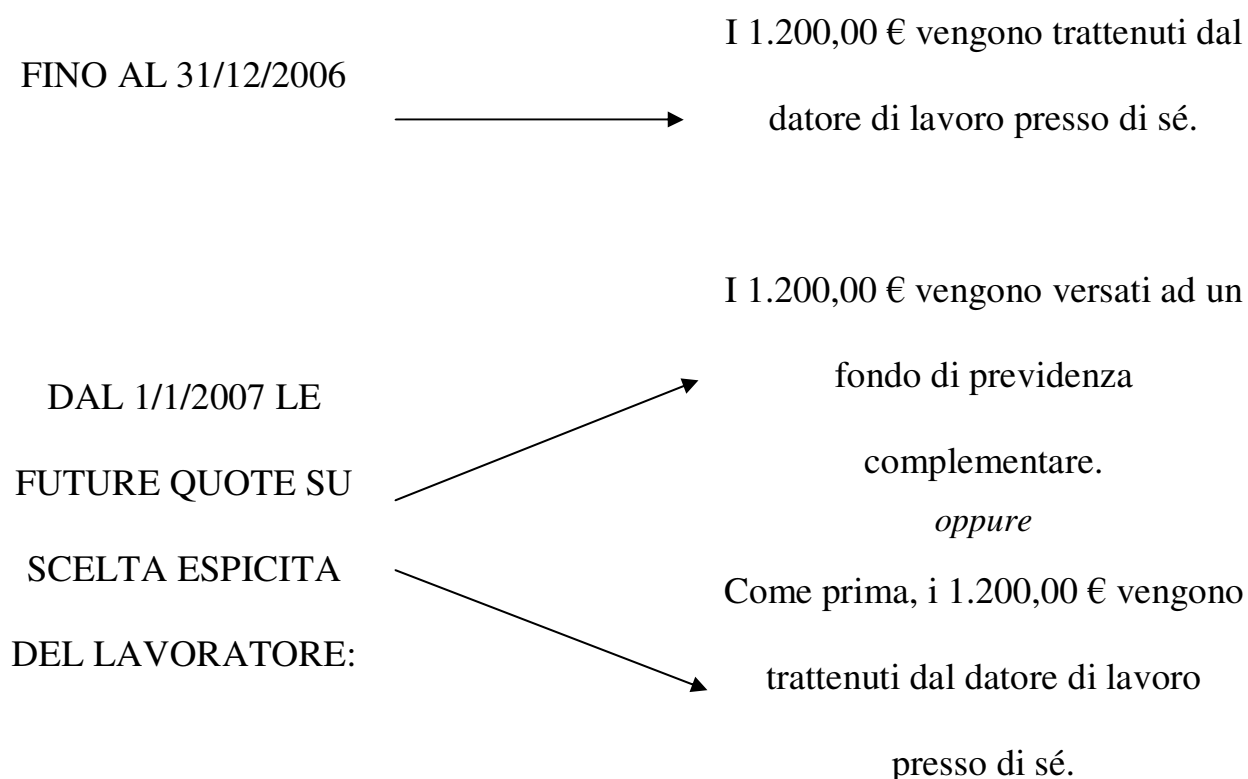 FINO AL 31/12/2006
I 1.200,00 € vengono trattenuti dal
datore di lavoro presso di sé.
DAL 1/1/2007 LE
FUTURE QUOTE SU
SCELTA ESPICITA
DEL LAVORATORE:
I 1.200,00 € vengono versati ad un
fondo di previdenza
complementare.
oppure
Come prima, i 1.200,00 € vengono
trattenuti dal datore di lavoro
presso di sé.